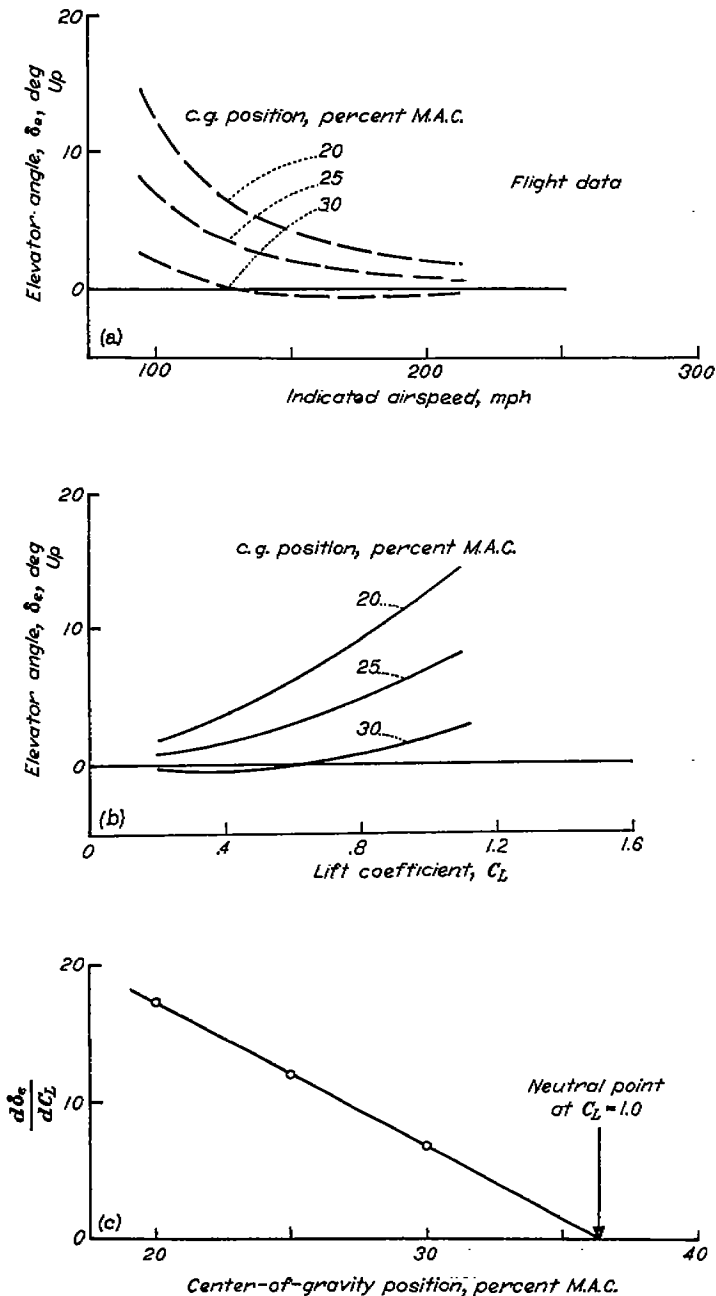 Elevator angle, δe, deg
Up
20
10
0
c.g. position, percent M.A.C.
20
25
30
Flight data
(a)
100
200
300
Indicated airspeed, mph
Elevator angle, δe, deg
Up
20
10
0
c.g. position, percent M.A.C.
20
25
30
(b)
0
.4
.8
1.2
1.6
Lift coefficient, CL
dδe
dCL
20
10
0
Neutral point
at CL=1.0
(c)
20
30
40
Center-of-gravity position, percent M.A.C.